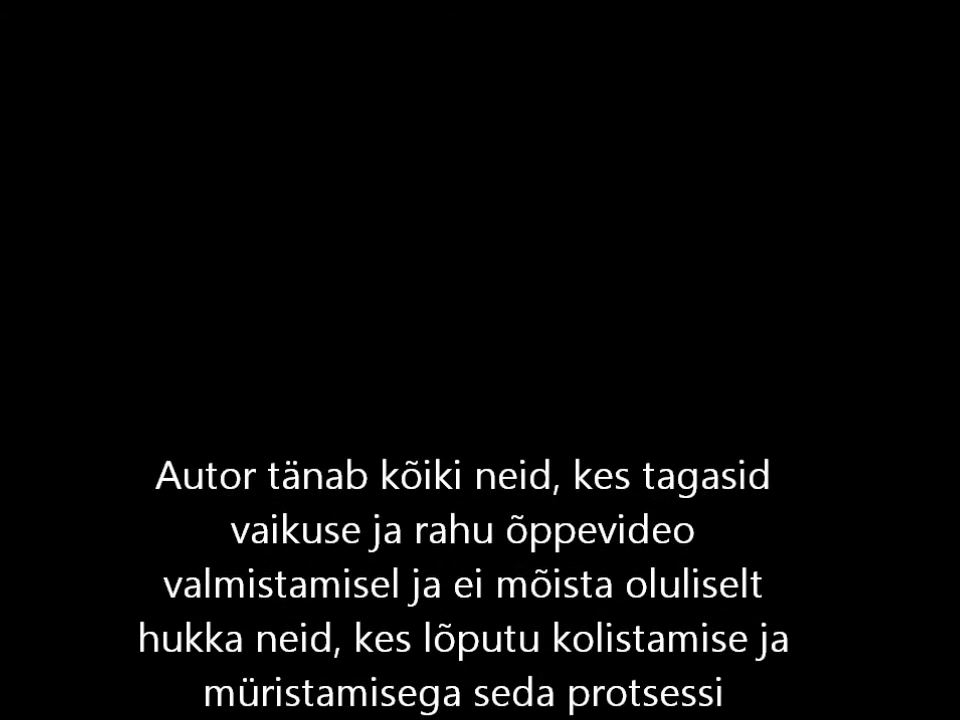 Autor tänab kõiki neid, kes tagasid
vaikuse ja rahu õppevideo
valmistamisel ja ei mõista oluliselt
hukka neid, kes lõputu kolistamise ja
müristamisega seda protsessi